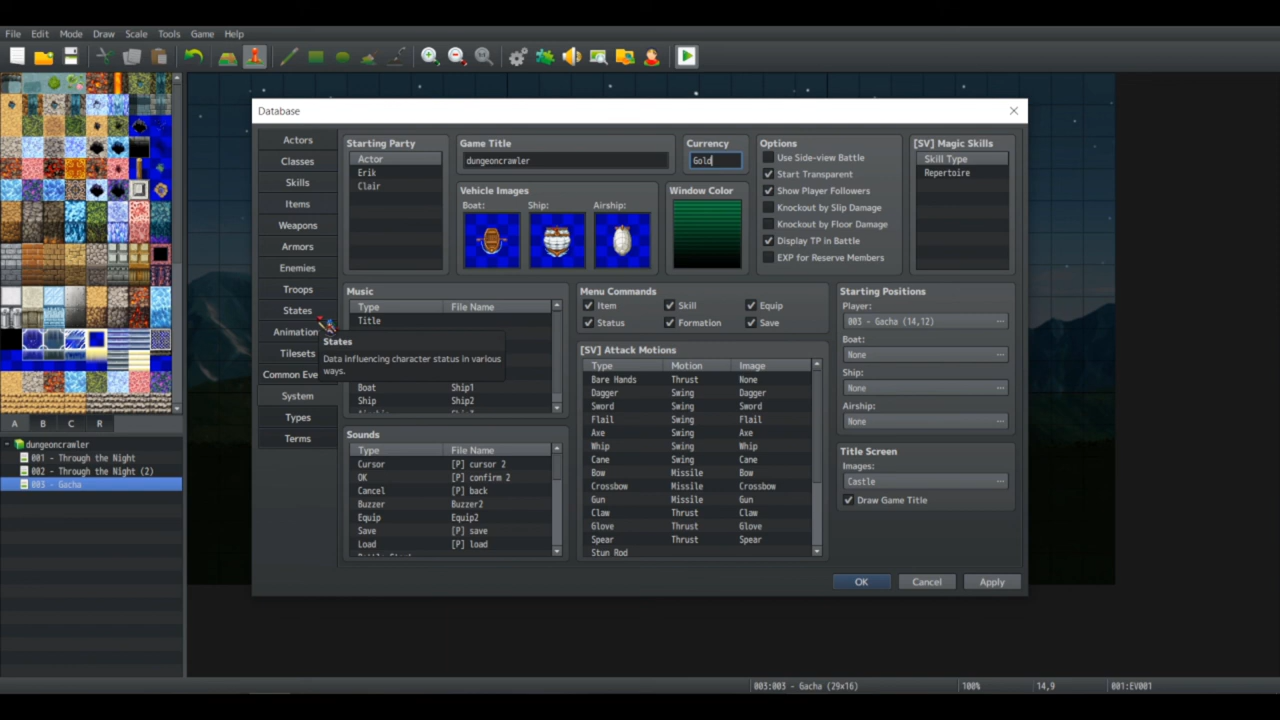 File Edit Mode Draw Scale Tools Game Help
Database
Actors
Classes
Skills
Items
Weapons
Armors
Enemies
Troops
States
Animation
Tilesets
Common Eve
System
Types
Terms
States
Data influencing character status in various
ways.
Starting Party
Actor
Erik
Clair
Game Title
dungeoncrawler
Currency
Gold
Vehicle Images
Boat: Ship: Airship:
Window Color
Options
Use Side-view Battle
Start Transparent
Show Player Followers
Knockout by Slip Damage
Knockout by Floor Damage
Display TP in Battle
EXP for Reserve Members
[SV] Magic Skills
Skill Type
Repertoire
Music
Type File Name
Title
Boat Ship1
Ship Ship2
Menu Commands
Item Skill Equip
Status Formation Save
Starting Positions
Player:
003 - Gacha (14,12) ...
Boat:
None ...
Ship:
None ...
Airship:
None ...
[SV] Attack Motions
Type Motion Image
Bare Hands Thrust None
Dagger Swing Dagger
Sword Swing Sword
Flail Swing Flail
Axe Swing Axe
Whip Swing Whip
Cane Swing Cane
Bow Missile Bow
Crossbow Missile Crossbow
Gun Missile Gun
Claw Thrust Claw
Glove Thrust Glove
Spear Thrust Spear
Stun Rod
Sounds
Type File Name
Cursor [P] cursor 2
OK [P] confirm 2
Cancel [P] back
Buzzer Buzzer2
Equip Equip2
Save [P] save
Load [P] load
Title Screen
Images:
Castle ...
Draw Game Title
OK Cancel Apply
A B C R
dungeoncrawler
001 - Through the Night
002 - Through the Night (2)
003 - Gacha
003:003 - Gacha (29x16) 100% 14,9 001:EV001